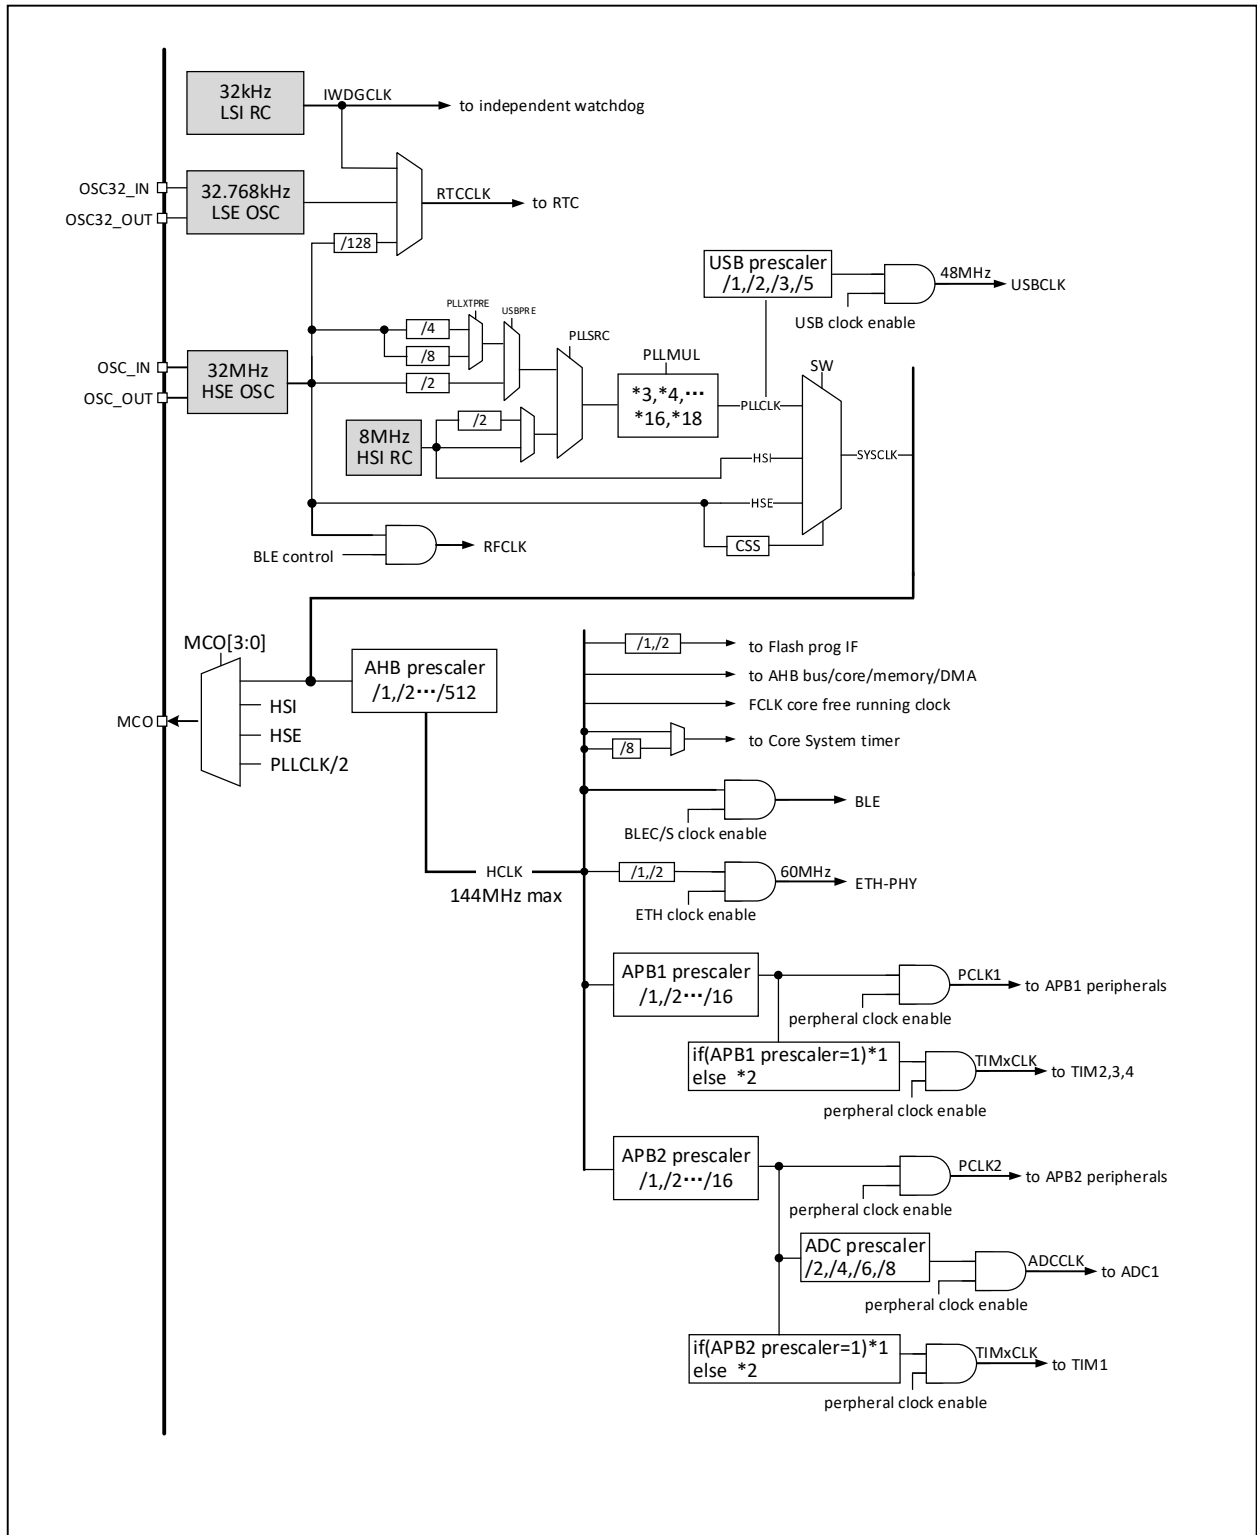 32kHz
LSI RC
IWDGCLK
to independent watchdog
OSC32_IN
OSC32_OUT
32.768kHz
LSE OSC
RTCCLK
to RTC
/128
USB prescaler
/1,/2,/3,/5
48MHz
USBCLK
USB clock enable
PLLXTPRE
USBPRE
/4
/8
/2
PLLSRC
PLLMUL
*3,*4,···
*16,*18
PLLCLK
SW
OSC_IN
OSC_OUT
32MHz
HSE OSC
8MHz
HSI RC
/2
HSI
SYSCLK
HSE
CSS
BLE control
RFCLK
MCO[3:0]
MCO
HSI
HSE
PLLCLK/2
AHB prescaler
/1,/2···/512
/1,/2
to Flash prog IF
to AHB bus/core/memory/DMA
FCLK core free running clock
/8
to Core System timer
BLE
BLEC/S clock enable
HCLK
144MHz max
/1,/2
60MHz
ETH-PHY
ETH clock enable
APB1 prescaler
/1,/2···/16
PCLK1
to APB1 peripherals
perpheral clock enable
if(APB1 prescaler=1)*1
else *2
TIMxCLK
to TIM2,3,4
perpheral clock enable
APB2 prescaler
/1,/2···/16
PCLK2
to APB2 peripherals
perpheral clock enable
ADC prescaler
/2,/4,/6,/8
ADCCLK
to ADC1
perpheral clock enable
if(APB2 prescaler=1)*1
else *2
TIMxCLK
to TIM1
perpheral clock enable